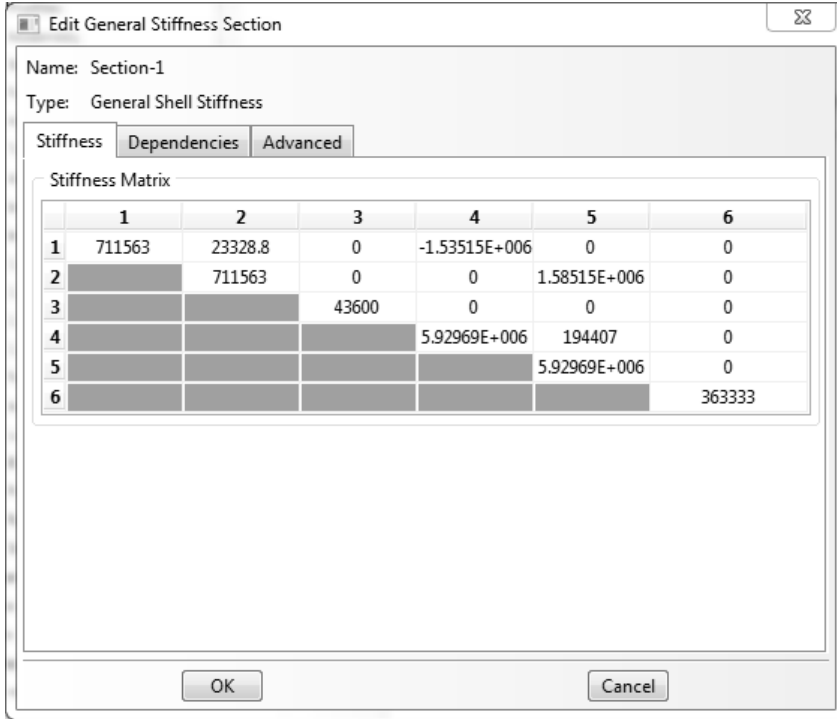 Edit General Stiffness Section
Name: Section-1
Type: General Shell Stiffness
Stiffness Dependencies Advanced
Stiffness Matrix
1 2 3 4 5 6
1 711563 23328.8 0 -1.53515E+006 0 0
2 711563 0 0 1.58515E+006 0
3 43600 0 0 0
4 5.92969E+006 194407 0
5 5.92969E+006 0
6 363333
OK Cancel